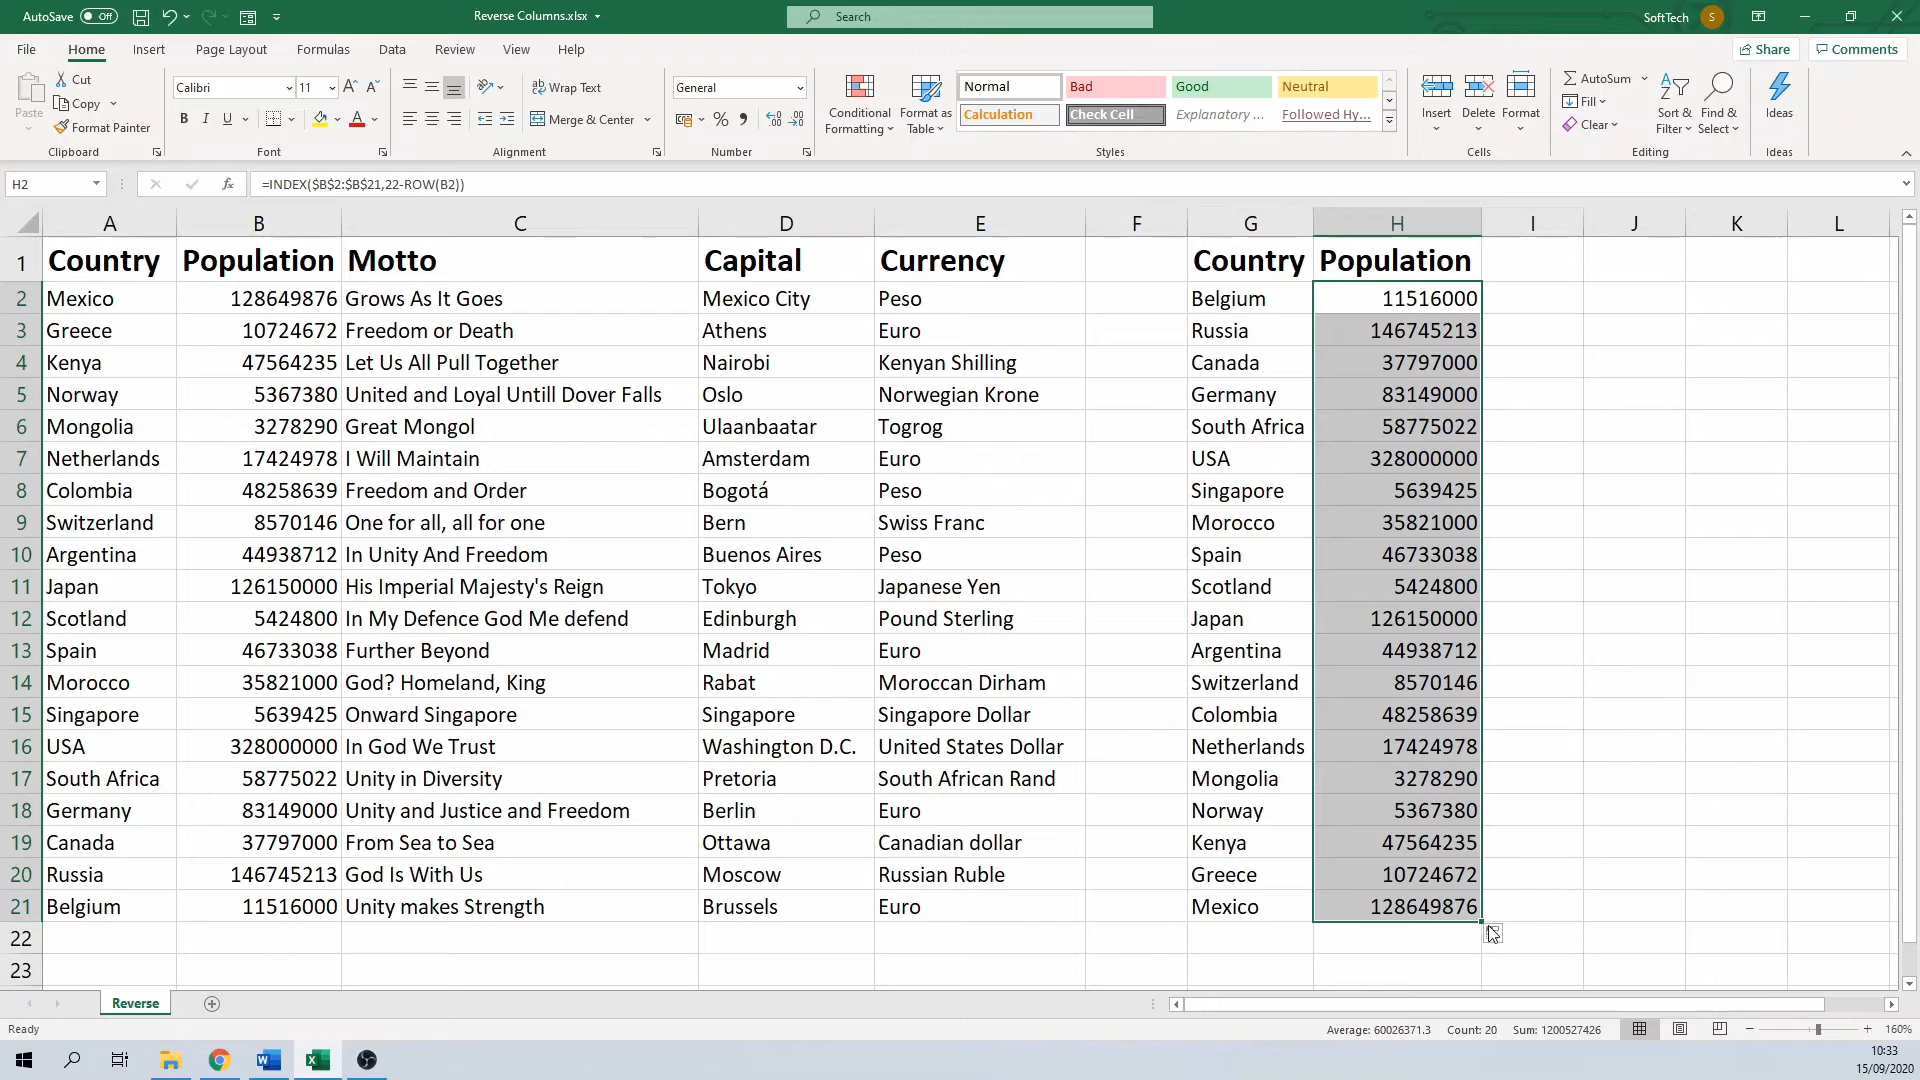 AutoSave Off Reverse Columns.xlsx Search SoftTech S
File Home Insert Page Layout Formulas Data Review View Help Share Comments
Cut Calibri 11 Wrap Text General Normal Bad Good Neutral AutoSum
Paste Copy Conditional Formatting Format as Table Insert Delete Format Fill Sort & Filter Find & Select Ideas
Format Painter B I U A Merge & Center % Calculation Check Cell Explanatory ... Followed Hy... Clear
Clipboard Font Alignment Number Styles Cells Editing Ideas
H2 fx =INDEX($B$2:$B$21,22-ROW(B2))
A B C D E F G H I J K L
1 Country Population Motto Capital Currency Country Population
2 Mexico 128649876 Grows As It Goes Mexico City Peso Belgium 11516000
3 Greece 10724672 Freedom or Death Athens Euro Russia 146745213
4 Kenya 47564235 Let Us All Pull Together Nairobi Kenyan Shilling Canada 37797000
5 Norway 5367380 United and Loyal Untill Dover Falls Oslo Norwegian Krone Germany 83149000
6 Mongolia 3278290 Great Mongol Ulaanbaatar Togrog South Africa 58775022
7 Netherlands 17424978 I Will Maintain Amsterdam Euro USA 328000000
8 Colombia 48258639 Freedom and Order Bogotá Peso Singapore 5639425
9 Switzerland 8570146 One for all, all for one Bern Swiss Franc Morocco 35821000
10 Argentina 44938712 In Unity And Freedom Buenos Aires Peso Spain 46733038
11 Japan 126150000 His Imperial Majesty's Reign Tokyo Japanese Yen Scotland 5424800
12 Scotland 5424800 In My Defence God Me defend Edinburgh Pound Sterling Japan 126150000
13 Spain 46733038 Further Beyond Madrid Euro Argentina 44938712
14 Morocco 35821000 God? Homeland, King Rabat Moroccan Dirham Switzerland 8570146
15 Singapore 5639425 Onward Singapore Singapore Singapore Dollar Colombia 48258639
16 USA 328000000 In God We Trust Washington D.C. United States Dollar Netherlands 17424978
17 South Africa 58775022 Unity in Diversity Pretoria South African Rand Mongolia 3278290
18 Germany 83149000 Unity and Justice and Freedom Berlin Euro Norway 5367380
19 Canada 37797000 From Sea to Sea Ottawa Canadian dollar Kenya 47564235
20 Russia 146745213 God Is With Us Moscow Russian Ruble Greece 10724672
21 Belgium 11516000 Unity makes Strength Brussels Euro Mexico 128649876
22
23
Reverse
Ready Average: 60026371.3 Count: 20 Sum: 1200527426 160%
10:33
15/09/2020